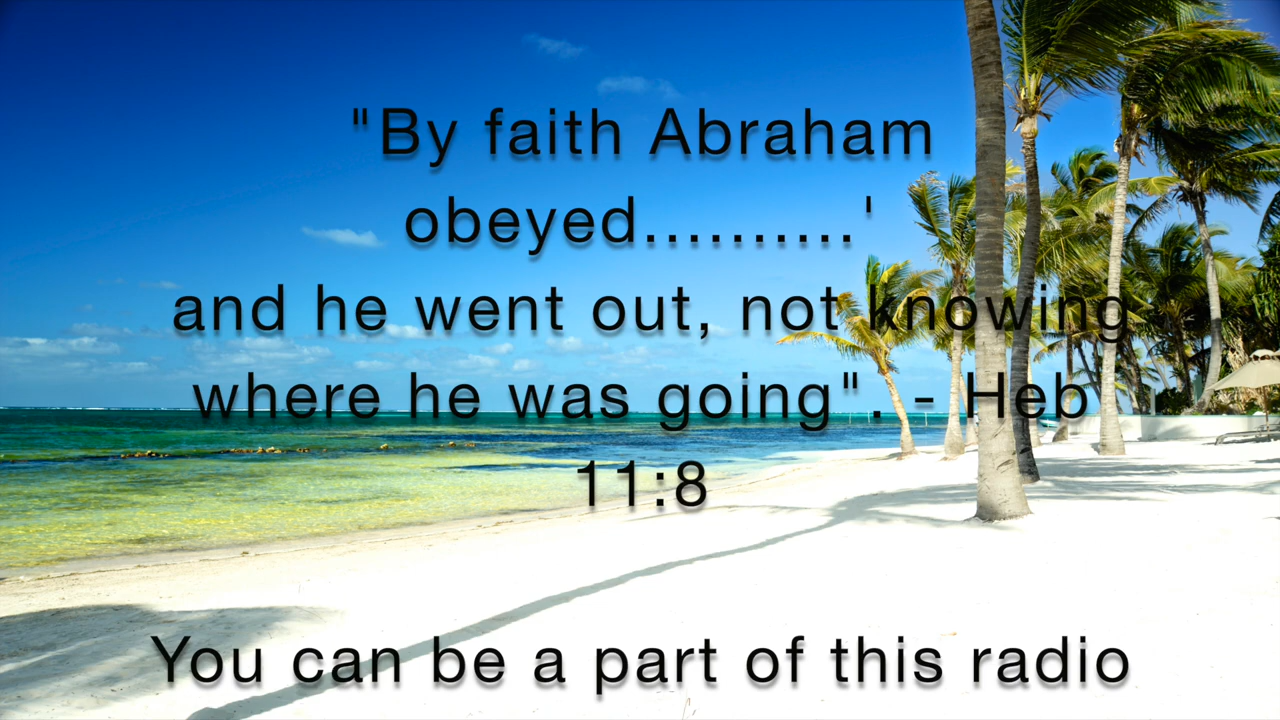 "By faith Abraham
obeyed..........'
and he went out, not knowing
where he was going". - Heb
11:8
You can be a part of this radio